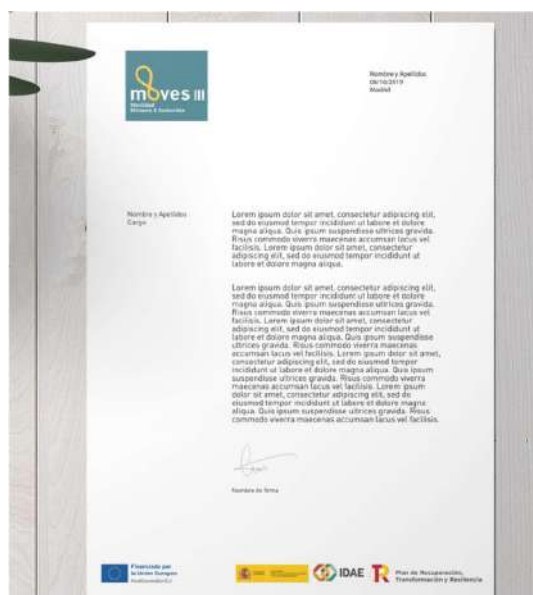 moves III
Movilidad
Eficiente & Sostenible
Nombre y Apellidos
08/10/2019
Madrid
Nombre y Apellidos
Cargo
Lorem ipsum dolor sit amet, consectetur adipiscing elit,
sed do eiusmod tempor incididunt ut labore et dolore
magna aliqua. Quis ipsum suspendisse ultrices gravida.
Risus commodo viverra maecenas accumsan lacus vel
facilisis. Lorem ipsum dolor sit amet, consectetur
adipiscing elit, sed do eiusmod tempor incididunt ut
labore et dolore magna aliqua.
Lorem ipsum dolor sit amet, consectetur adipiscing elit,
sed do eiusmod tempor incididunt ut labore et dolore
magna aliqua. Quis ipsum suspendisse ultrices gravida.
Risus commodo viverra maecenas accumsan lacus vel
facilisis. Lorem ipsum dolor sit amet, consectetur
adipiscing elit, sed do eiusmod tempor incididunt ut
labore et dolore magna aliqua. Quis ipsum suspendisse
ultrices gravida. Risus commodo viverra maecenas
accumsan lacus vel facilisis. Lorem ipsum dolor sit amet,
consectetur adipiscing elit, sed do eiusmod tempor
incididunt ut labore et dolore magna aliqua. Quis ipsum
suspendisse ultrices gravida. Risus commodo viverra
maecenas accumsan lacus vel facilisis. Lorem ipsum
dolor sit amet, consectetur adipiscing elit, sed do
eiusmod tempor incididunt ut labore et dolore magna
aliqua. Quis ipsum suspendisse ultrices gravida. Risus
commodo viverra maecenas accumsan lacus vel facilisis.
Nombre de firma
Financiado por
la Unión Europea
NextGenerationEU
IDAE
Plan de Recuperación,
Transformación y Resiliencia